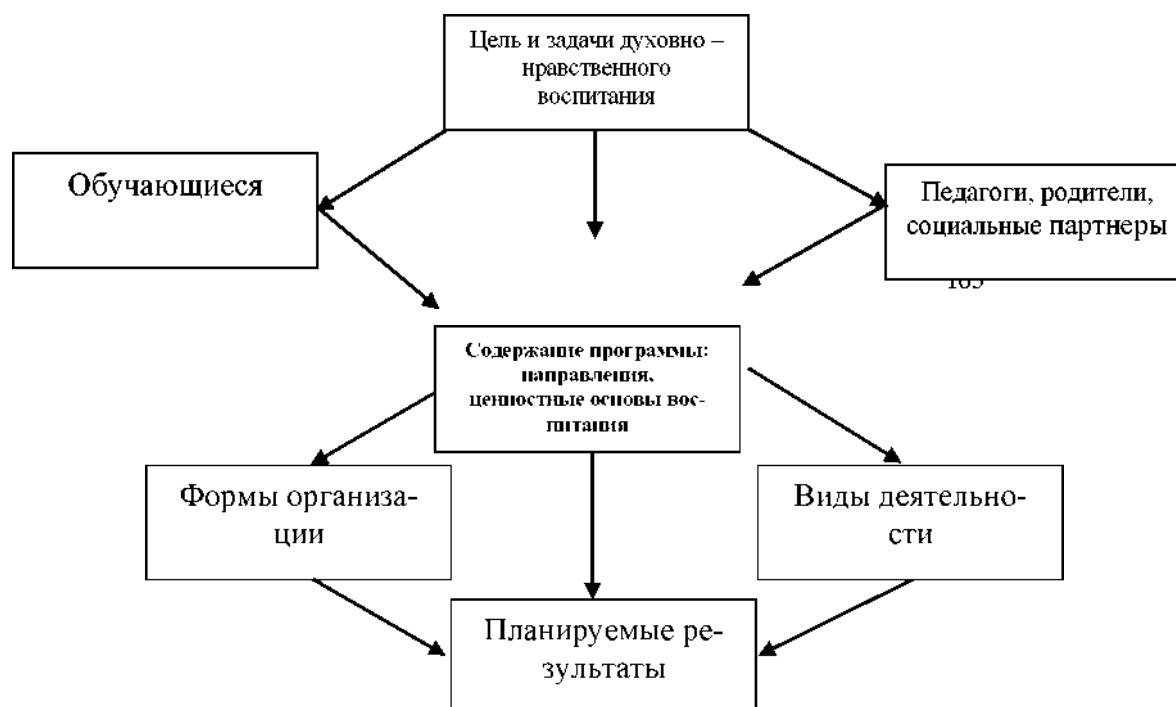 Цель и задачи духовно –
нравственного
воспитания
Обучающиеся
Педагоги, родители,
социальные партнеры
Содержание программы:
направления,
ценностные основы вос-
питания
Формы организа-
ции
Виды деятельно-
сти
Планируемые ре-
зультаты